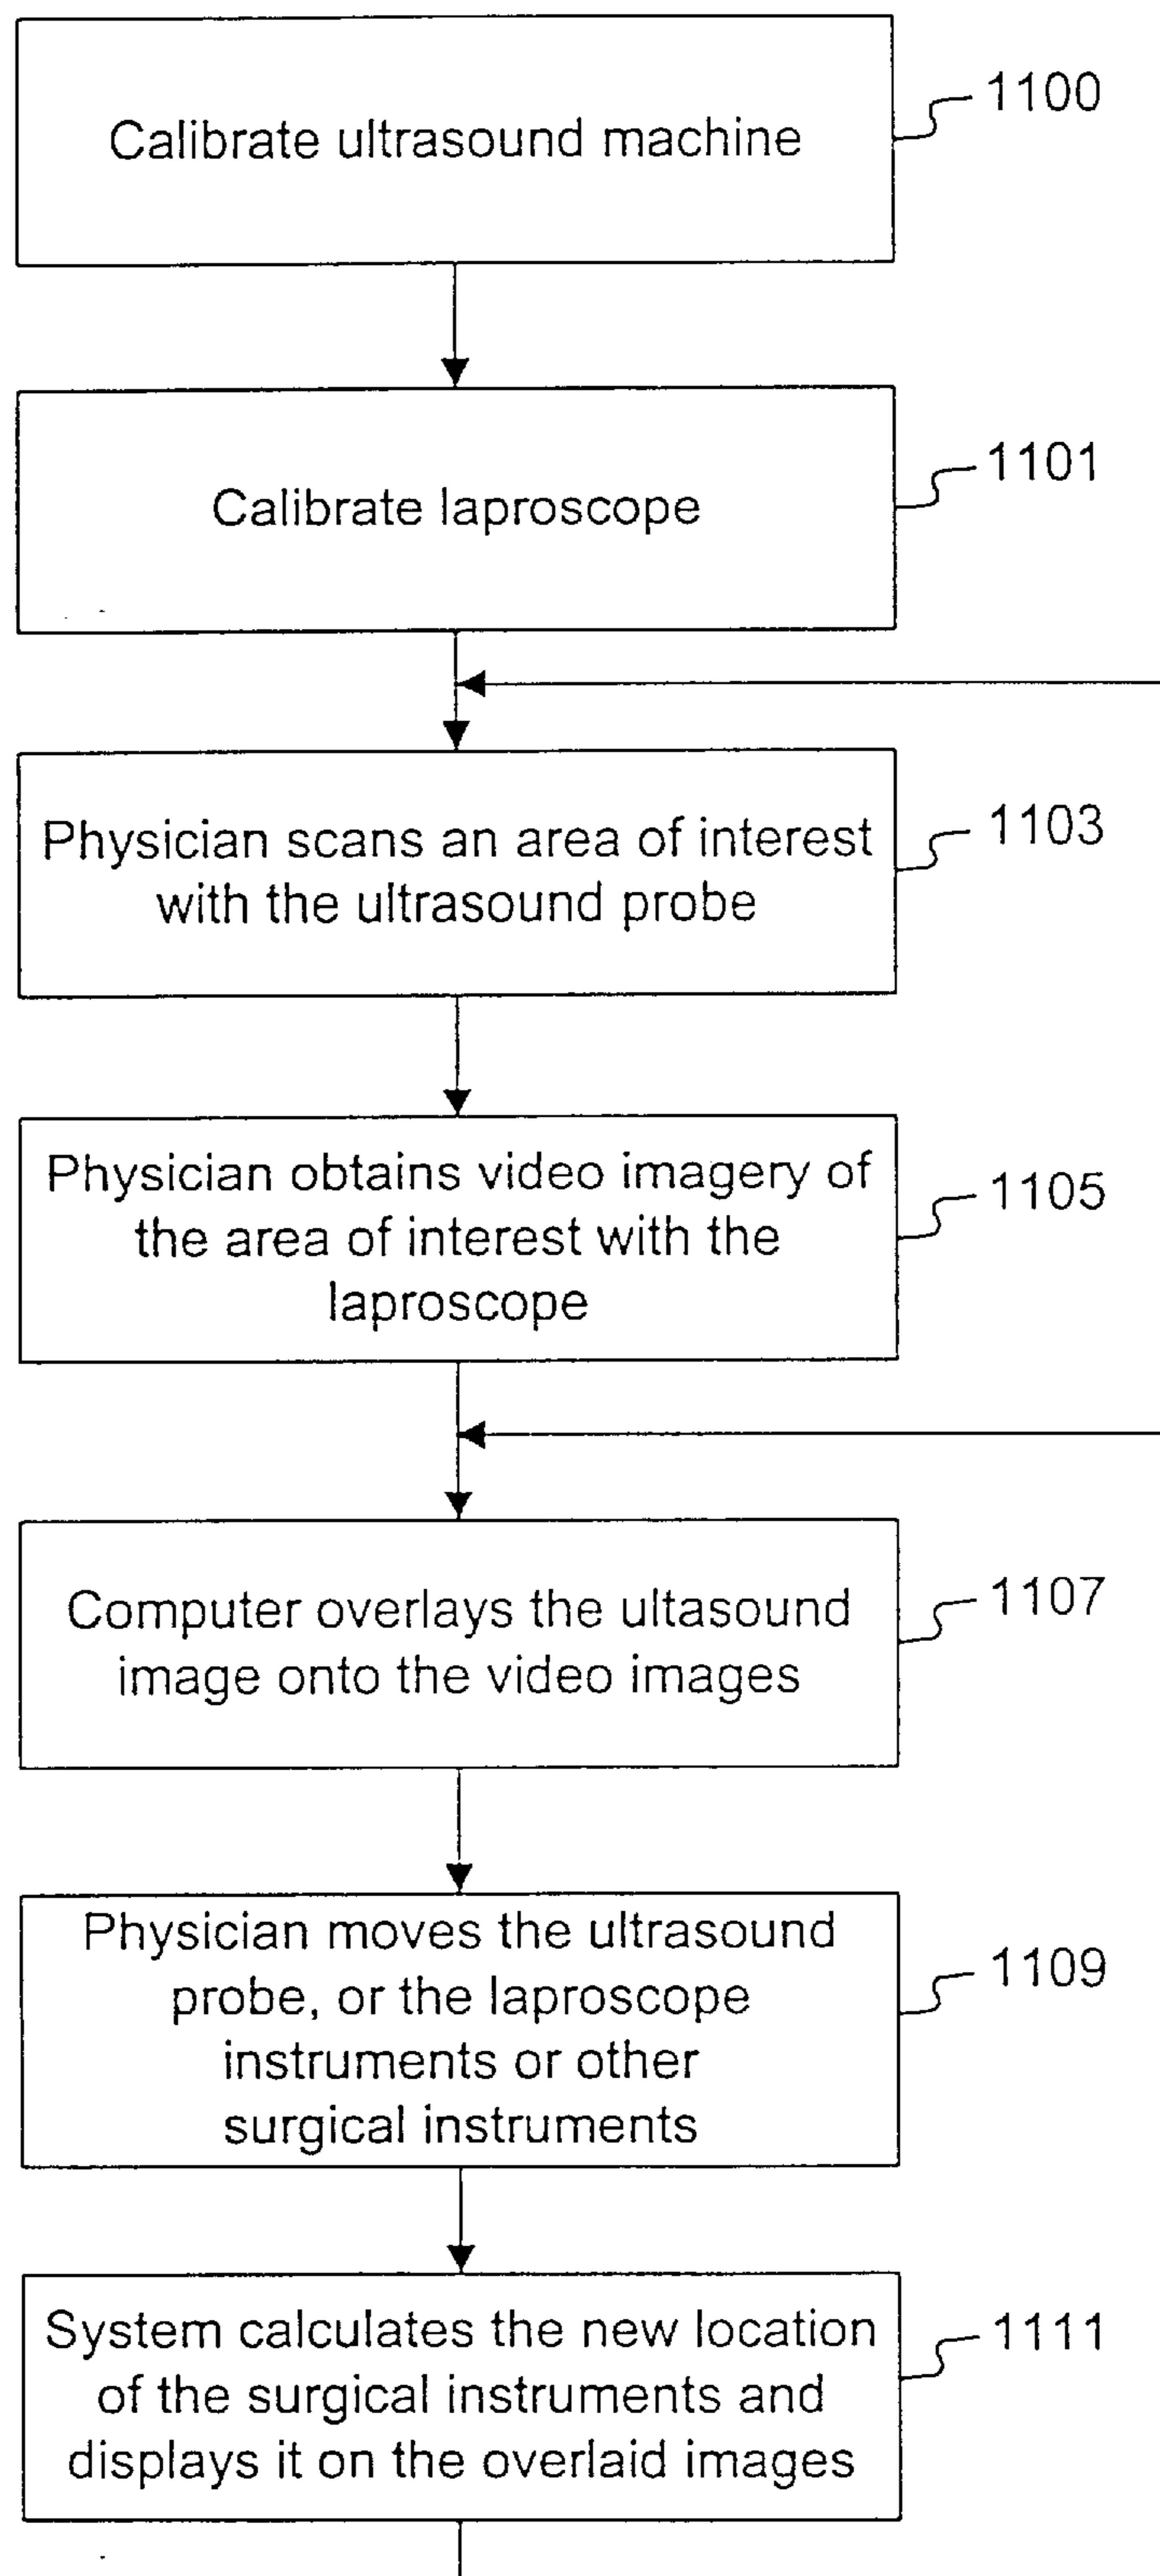 Calibrate ultrasound machine
1100
Calibrate laproscope
1101
Physician scans an area of interest
with the ultrasound probe
1103
Physician obtains video imagery of
the area of interest with the
laproscope
1105
Computer overlays the ultasound
image onto the video images
1107
Physician moves the ultrasound
probe, or the laproscope
instruments or other
surgical instruments
1109
System calculates the new location
of the surgical instruments and
displays it on the overlaid images
1111